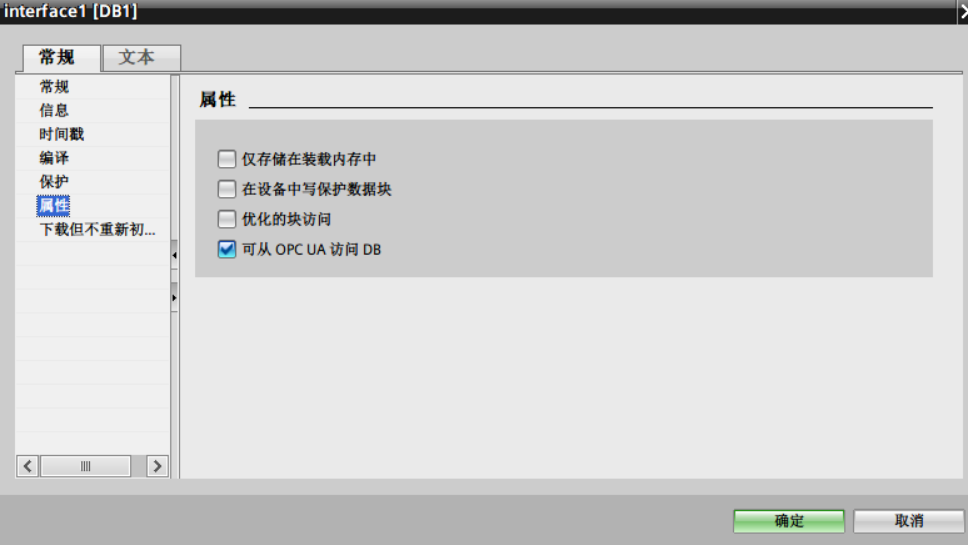 interface1 [DB1]
常规
文本
常规
信息
时间戳
编译
保护
属性
下载但不重新初...
属性
仅存储在装载内存中
在设备中写保护数据块
优化的块访问
可从 OPC UA 访问 DB
确定
取消